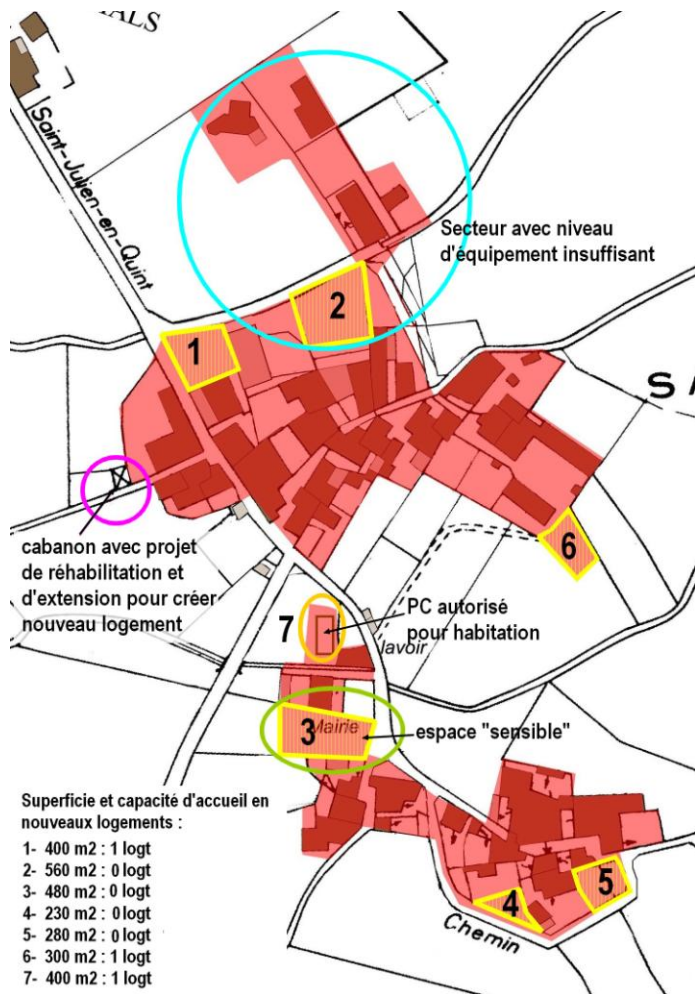 IALS
Saint-Julien-en-Quint
Secteur avec niveau
d'équipement insuffisant
2
1
S A
6
cabanon avec projet
de réhabilitation et
d'extension pour créer
nouveau logement
7
PC autorisé
pour habitation
lavoir
3
Mairie
espace "sensible"
5
4
Chemin
Superficie et capacité d'accueil en
nouveaux logements :
1- 400 m2 : 1 logt
2- 560 m2 : 0 logt
3- 480 m2 : 0 logt
4- 230 m2 : 0 logt
5- 280 m2 : 0 logt
6- 300 m2 : 1 logt
7- 400 m2 : 1 logt